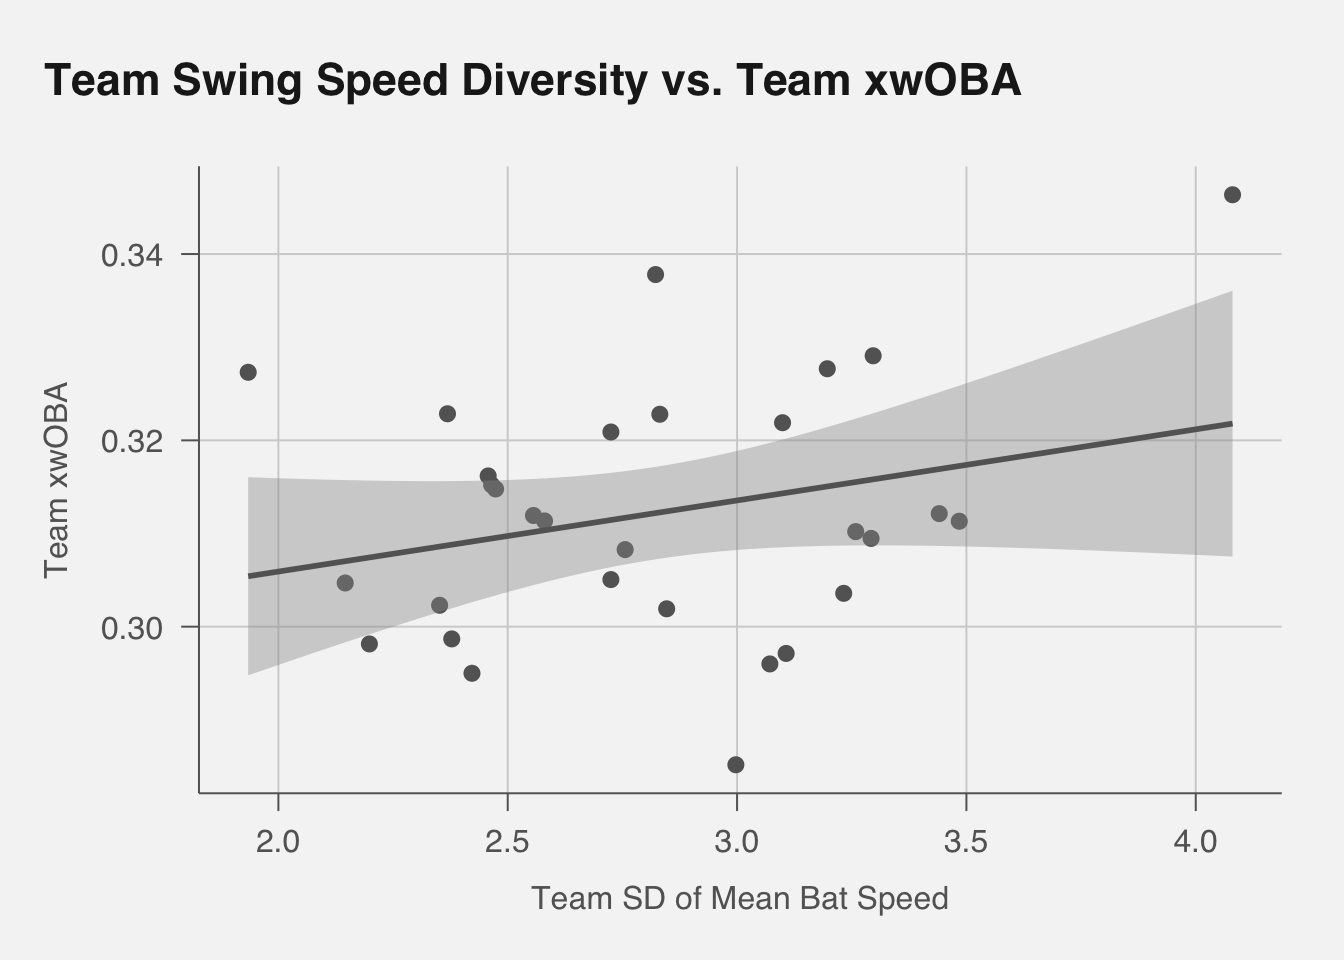 Team Swing Speed Diversity vs. Team xwOBA
0.34
0.32
0.30
Team xwOBA
2.0 2.5 3.0 3.5 4.0
Team SD of Mean Bat Speed